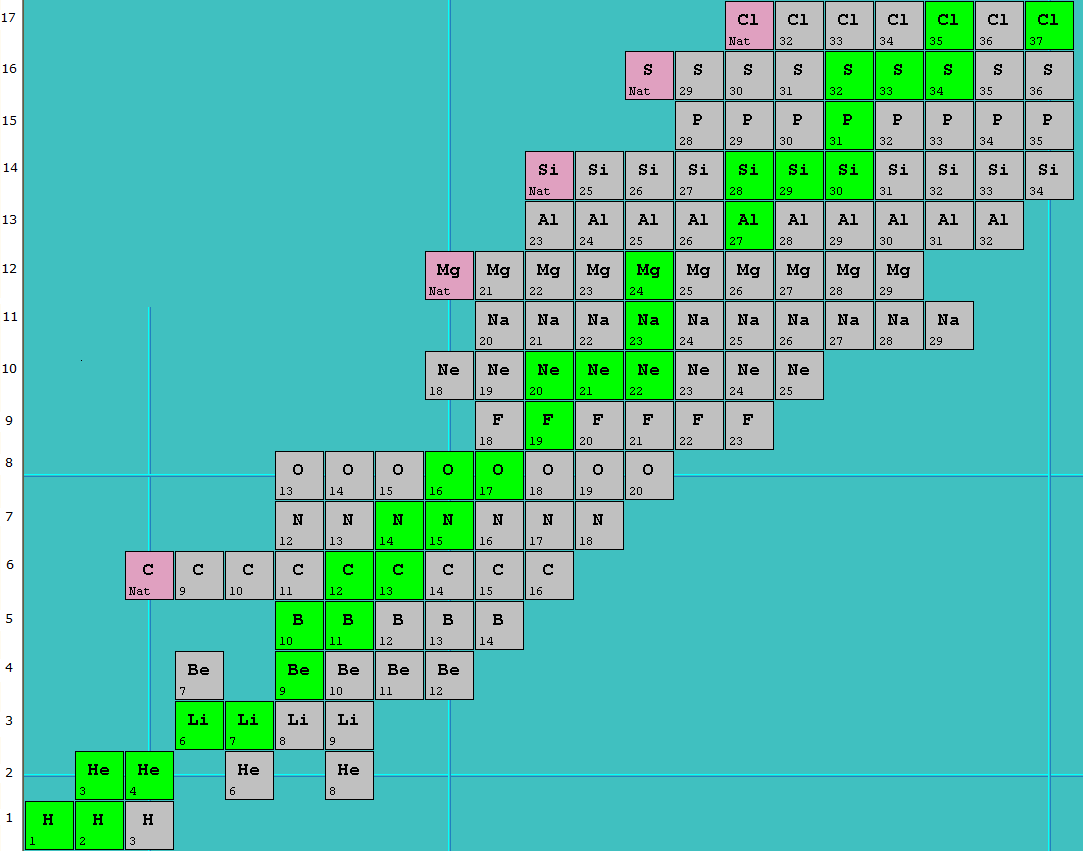 17 Cl Nat Cl 32 Cl 33 Cl 34 Cl 35 Cl 36 Cl 37
16 S Nat S 29 S 30 S 31 S 32 S 33 S 34 S 35 S 36
15 P 28 P 29 P 30 P 31 P 32 P 33 P 34 P 35
14 Si Nat Si 25 Si 26 Si 27 Si 28 Si 29 Si 30 Si 31 Si 32 Si 33 Si 34
13 Al 23 Al 24 Al 25 Al 26 Al 27 Al 28 Al 29 Al 30 Al 31 Al 32
12 Mg Nat Mg 21 Mg 22 Mg 23 Mg 24 Mg 25 Mg 26 Mg 27 Mg 28 Mg 29
11 Na 20 Na 21 Na 22 Na 23 Na 24 Na 25 Na 26 Na 27 Na 28 Na 29
10 Ne 18 Ne 19 Ne 20 Ne 21 Ne 22 Ne 23 Ne 24 Ne 25
9 F 18 F 19 F 20 F 21 F 22 F 23
8 O 13 O 14 O 15 O 16 O 17 O 18 O 19 O 20
7 N 12 N 13 N 14 N 15 N 16 N 17 N 18
6 C Nat C 9 C 10 C 11 C 12 C 13 C 14 C 15 C 16
5 B 10 B 11 B 12 B 13 B 14
4 Be 7 Be 9 Be 10 Be 11 Be 12
3 Li 6 Li 7 Li 8 Li 9
2 He 3 He 4 He 6 He 8
1 H 1 H 2 H 3